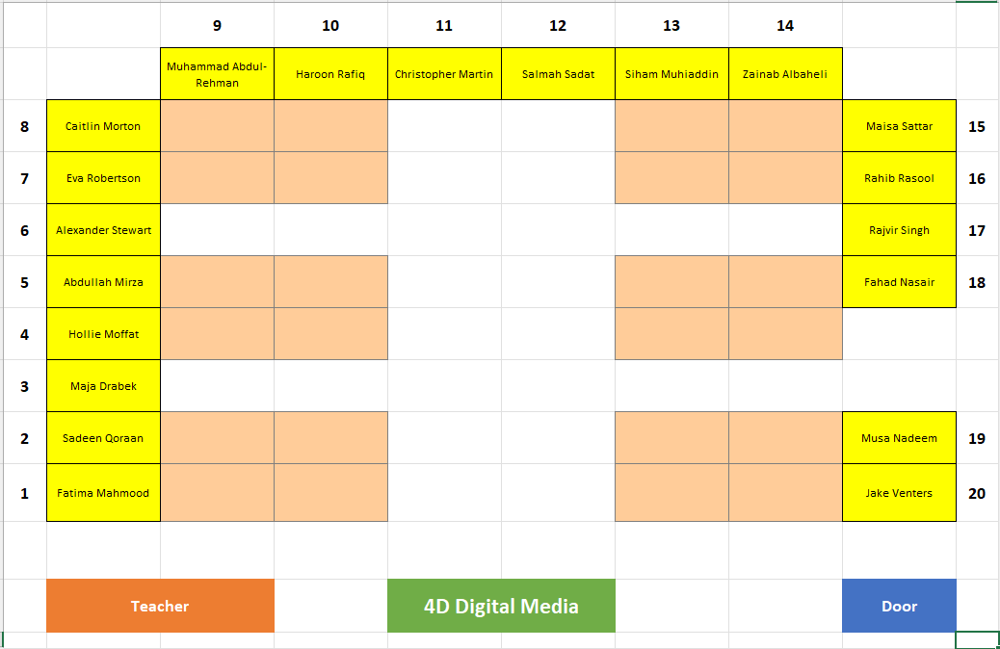 9 10 11 12 13 14
Muhammad Abdul-
Rehman
Haroon Rafiq
Christopher Martin
Salmah Sadat
Siham Muhiaddin
Zainab Albaheli
8 Caitlin Morton Maisa Sattar 15
7 Eva Robertson Rahib Rasool 16
6 Alexander Stewart Rajvir Singh 17
5 Abdullah Mirza Fahad Nasair 18
4 Hollie Moffat
3 Maja Drabek
2 Sadeen Qoraan Musa Nadeem 19
1 Fatima Mahmood Jake Venters 20
Teacher 4D Digital Media Door